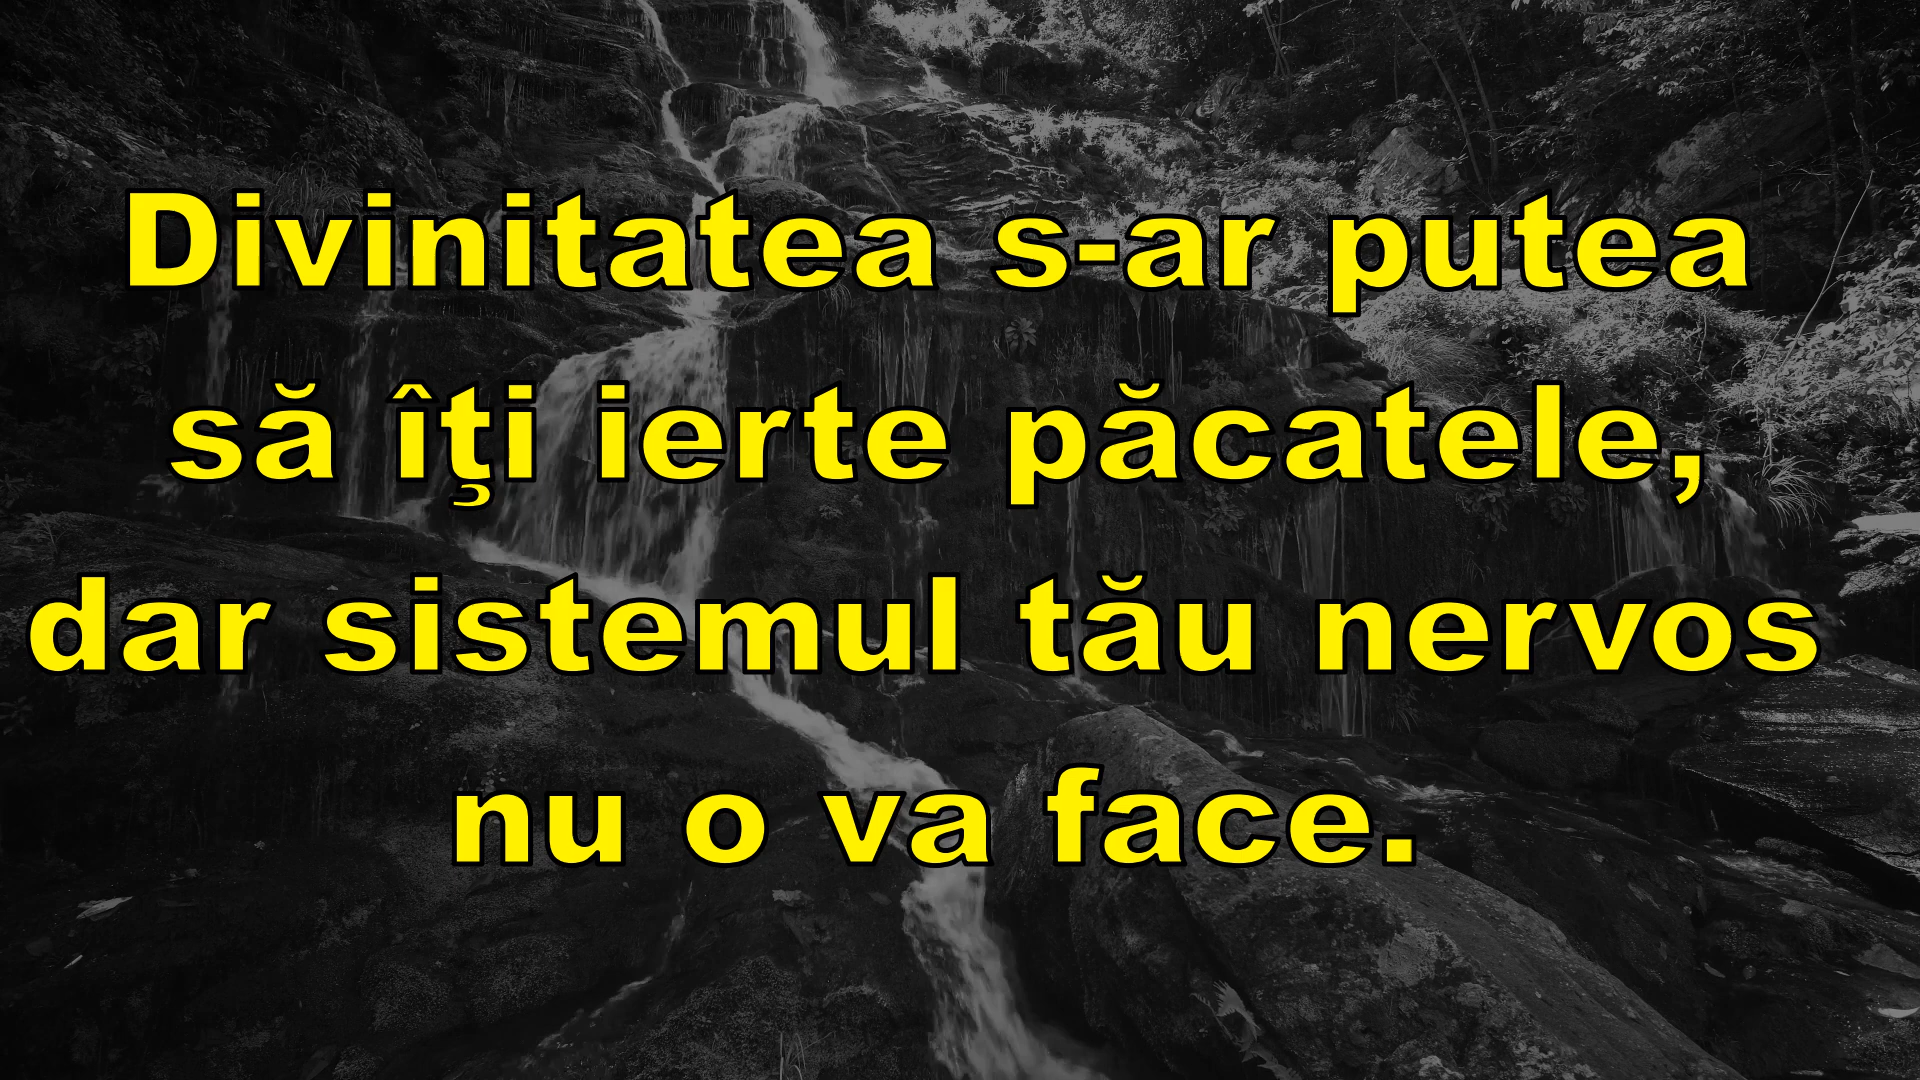 Divinitatea s-ar putea
să îţi ierte păcatele,
dar sistemul tău nervos
nu o va face.